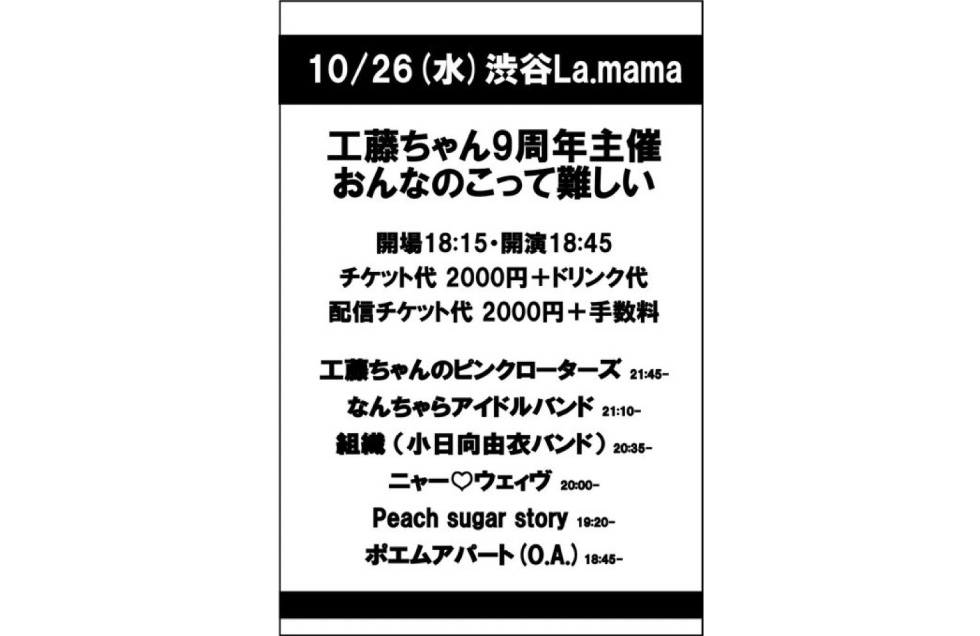 10/26(水)渋谷La.mama
工藤ちゃん9周年主催
おんなのこって難しい
開場18:15・開演18:45
チケット代 2000円＋ドリンク代
配信チケット代 2000円＋手数料
工藤ちゃんのピンクローターズ 21:45-
なんちゃらアイドルバンド 21:10-
組織（小日向由衣バンド）20:35-
ニャー♡ウェィヴ 20:00-
Peach sugar story 19:20-
ポエムアパート(O.A.) 18:45-